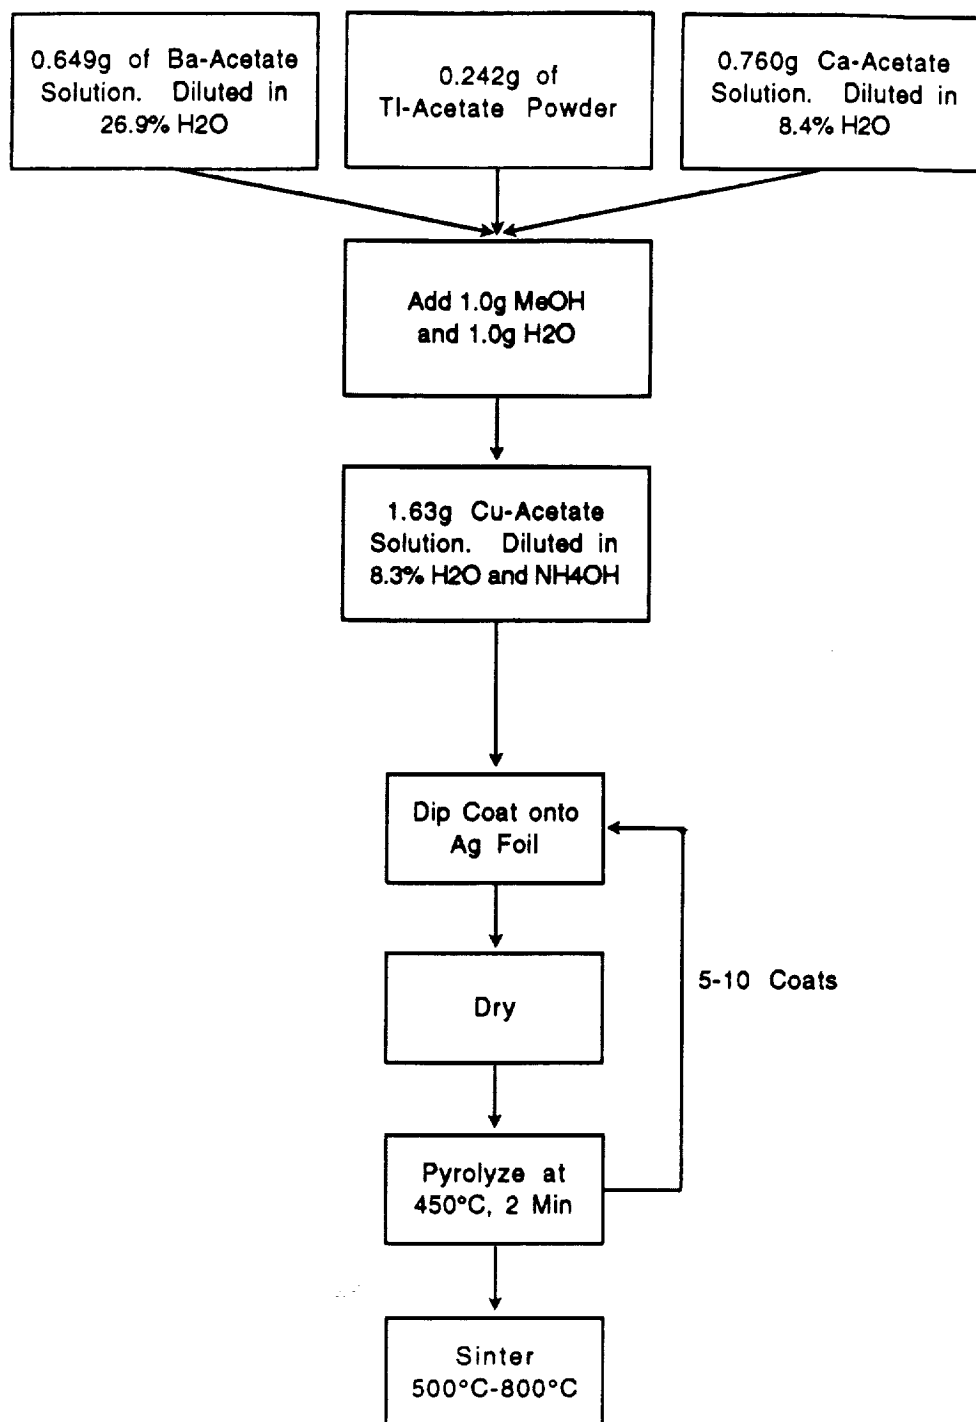 0.649g of Ba-Acetate
Solution. Diluted in
26.9% H2O
0.242g of
Tl-Acetate Powder
0.760g Ca-Acetate
Solution. Diluted in
8.4% H2O
Add 1.0g MeOH
and 1.0g H2O
1.63g Cu-Acetate
Solution. Diluted in
8.3% H2O and NH4OH
Dip Coat onto
Ag Foil
Dry
5-10 Coats
Pyrolyze at
450°C, 2 Min
Sinter
500°C-800°C